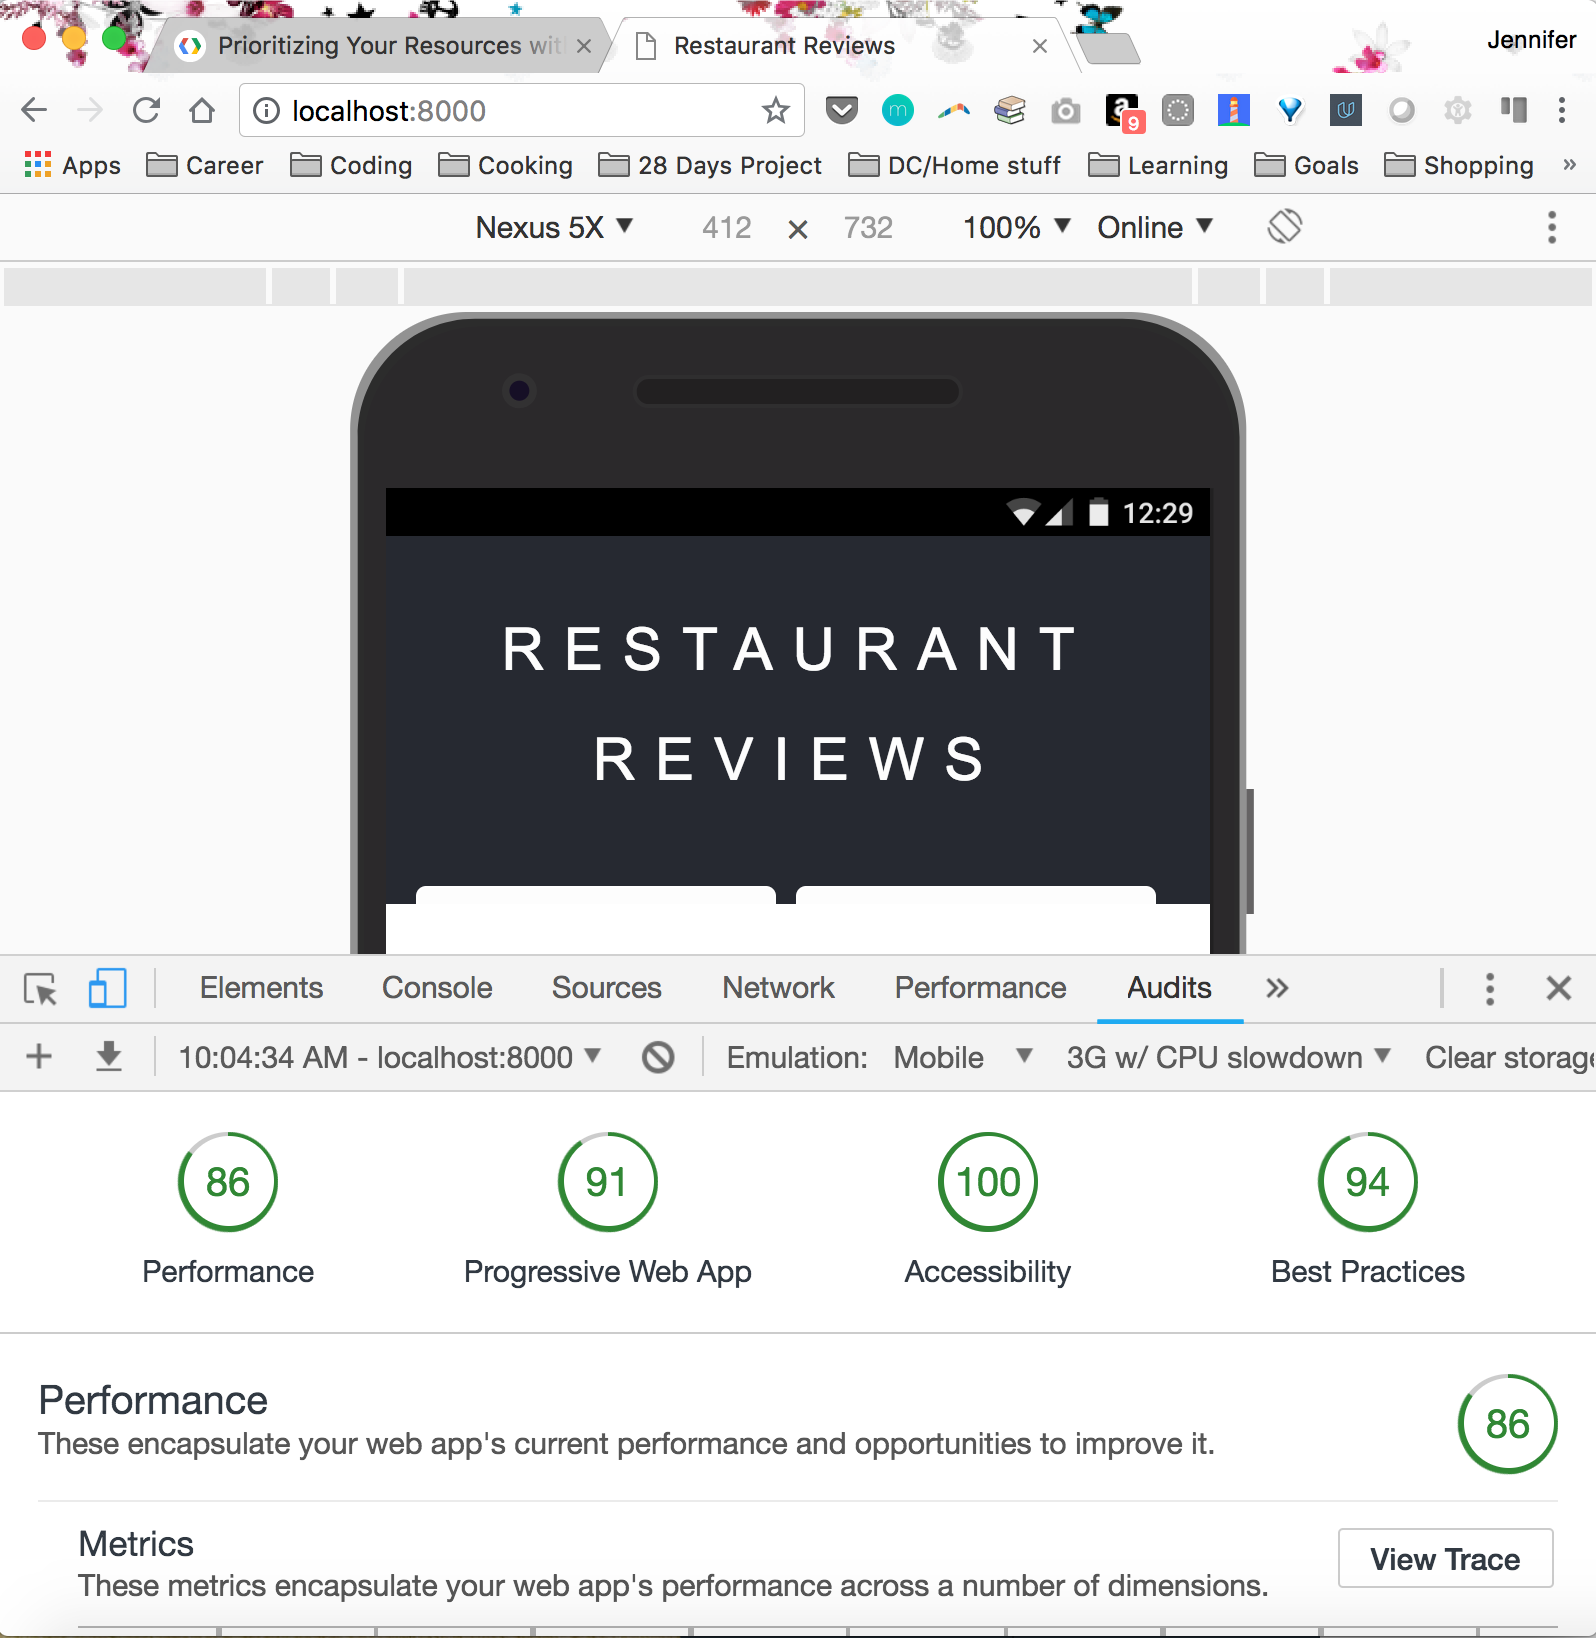 Prioritizing Your Resources wit
Restaurant Reviews
Jennifer
localhost:8000
9
Apps
Career
Coding
Cooking
28 Days Project
DC/Home stuff
Learning
Goals
Shopping
»
Nexus 5X ▼ 412 × 732 100% ▼ Online ▼
12:29
RESTAURANT
REVIEWS
Elements Console Sources Network Performance Audits »
10:04:34 AM - localhost:8000 ▼ Emulation: Mobile ▼ 3G w/ CPU slowdown ▼ Clear storage
86 91 100 94
Performance Progressive Web App Accessibility Best Practices
Performance
These encapsulate your web app's current performance and opportunities to improve it.
86
Metrics
These metrics encapsulate your web app's performance across a number of dimensions.
View Trace